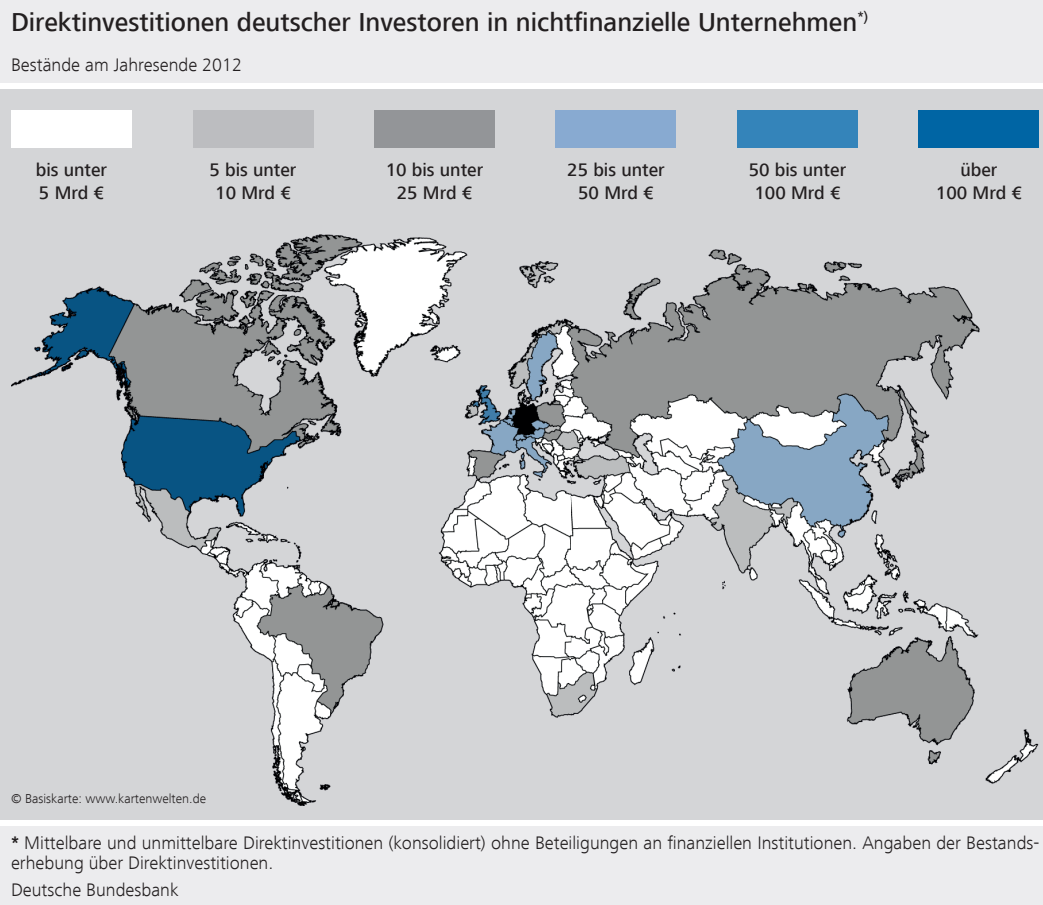 Direktinvestitionen deutscher Investoren in nichtfinanzielle Unternehmen*)
Bestände am Jahresende 2012
bis unter
5 Mrd €
5 bis unter
10 Mrd €
10 bis unter
25 Mrd €
25 bis unter
50 Mrd €
50 bis unter
100 Mrd €
über
100 Mrd €
© Basiskarte: www.kartenwelten.de
* Mittelbare und unmittelbare Direktinvestitionen (konsolidiert) ohne Beteiligungen an finanziellen Institutionen. Angaben der Bestands-
erhebung über Direktinvestitionen.
Deutsche Bundesbank